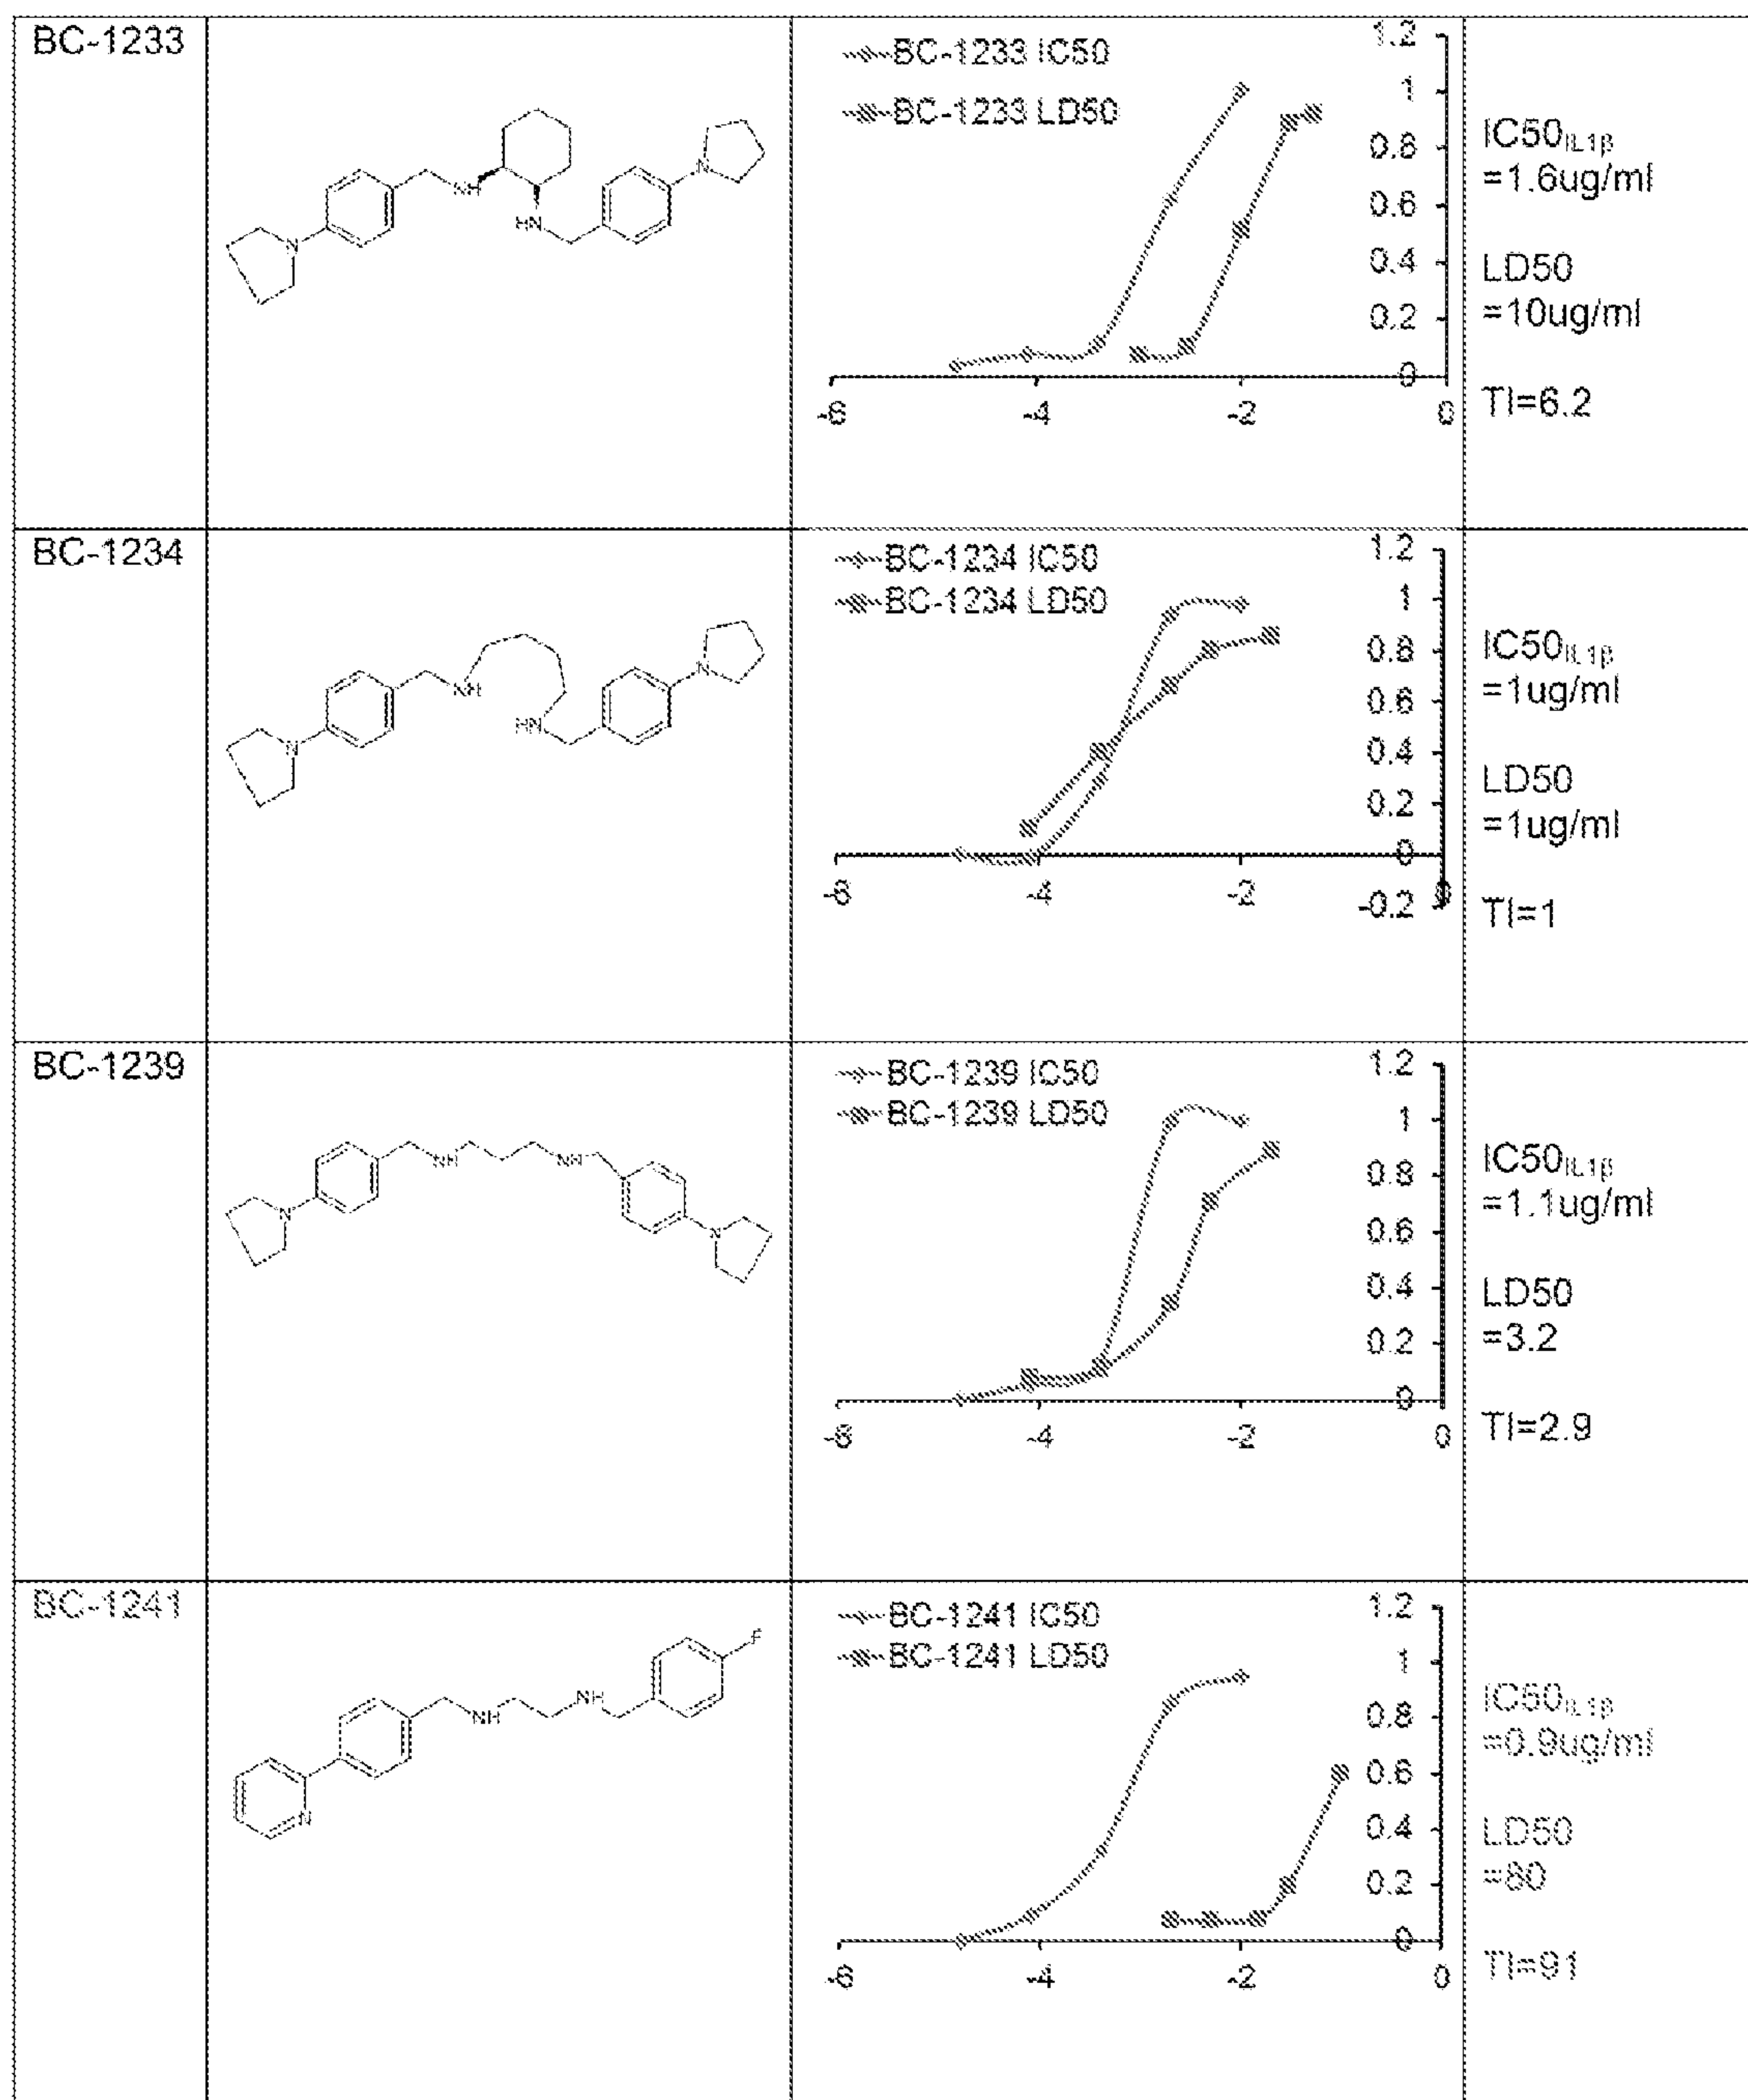 BC-1233
NH
HN
N
N
BC-1233 IC50
BC-1233 LD50
1.2
1
0.8
0.6
0.4
0.2
0
-6 -4 -2 0
IC50IL1β
=1.6ug/ml
LD50
=10ug/ml
TI=6.2
BC-1234
N
NH
HN
N
BC-1234 IC50
BC-1234 LD50
1.2
1
0.8
0.6
0.4
0.2
0
-6 -4 -2 0
-0.2
IC50IL1β
=1ug/ml
LD50
=1ug/ml
TI=1
BC-1239
NH NH
N N
BC-1239 IC50
BC-1239 LD50
1.2
1
0.8
0.6
0.4
0.2
0
-6 -4 -2 0
IC50IL1β
=1.1ug/ml
LD50
=3.2
TI=2.9
BC-1241
F
NH
NH
N
BC-1241 IC50
BC-1241 LD50
1.2
1
0.8
0.6
0.4
0.2
0
-6 -4 -2 0
IC50IL1β
=0.9ug/ml
LD50
=80
TI=91